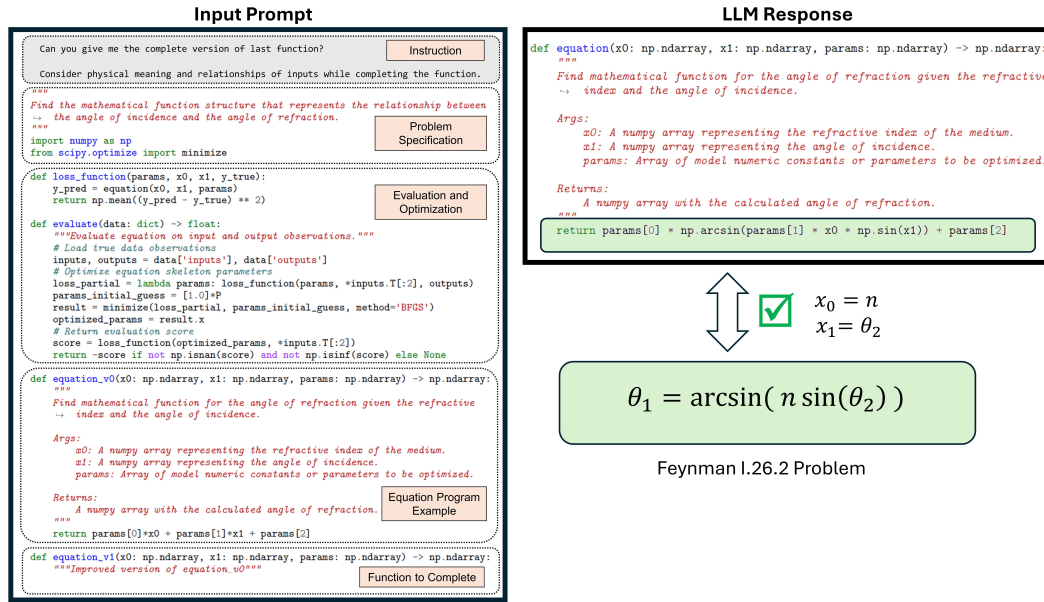 Input Prompt
Can you give me the complete version of last function?
Instruction
Consider physical meaning and relationships of inputs while completing the function.
"""
Find the mathematical function structure that represents the relationship between
↪ the angle of incidence and the angle of refraction.
"""
Problem
Specification
import numpy as np
from scipy.optimize import minimize
def loss_function(params, x0, x1, y_true):
    y_pred = equation(x0, x1, params)
    return np.mean((y_pred - y_true) ** 2)
Evaluation and
Optimization
def evaluate(data: dict) -> float:
    """Evaluate equation on input and output observations."""
    # Load true data observations
    inputs, outputs = data['inputs'], data['outputs']
    # Optimize equation skeleton parameters
    loss_partial = lambda params: loss_function(params, *inputs.T[:2], outputs)
    params_initial_guess = [1.0]*P
    result = minimize(loss_partial, params_initial_guess, method='BFGS')
    optimized_params = result.x
    # Return evaluation score
    score = loss_function(optimized_params, *inputs.T[:2])
    return -score if not np.isnan(score) and not np.isinf(score) else None
def equation_v0(x0: np.ndarray, x1: np.ndarray, params: np.ndarray) -> np.ndarray:
    """
    Find mathematical function for the angle of refraction given the refractive
    ↪ index and the angle of incidence.
    Args:
        x0: A numpy array representing the refractive index of the medium.
        x1: A numpy array representing the angle of incidence.
        params: Array of model numeric constants or parameters to be optimized.
    Returns:
        A numpy array with the calculated angle of refraction.
    """
Equation Program
Example
    return params[0]*x0 + params[1]*x1 + params[2]
def equation_v1(x0: np.ndarray, x1: np.ndarray, params: np.ndarray) -> np.ndarray:
    """Improved version of equation_v0"""
Function to Complete
LLM Response
def equation(x0: np.ndarray, x1: np.ndarray, params: np.ndarray) -> np.ndarray:
    """
    Find mathematical function for the angle of refraction given the refractive
    ↪ index and the angle of incidence.
    Args:
        x0: A numpy array representing the refractive index of the medium.
        x1: A numpy array representing the angle of incidence.
        params: Array of model numeric constants or parameters to be optimized.
    Returns:
        A numpy array with the calculated angle of refraction.
    """
    return params[0] * np.arcsin(params[1] * x0 * np.sin(x1)) + params[2]
x₀ = n
x₁ = θ₂
θ₁ = arcsin( n sin(θ₂) )
Feynman I.26.2 Problem